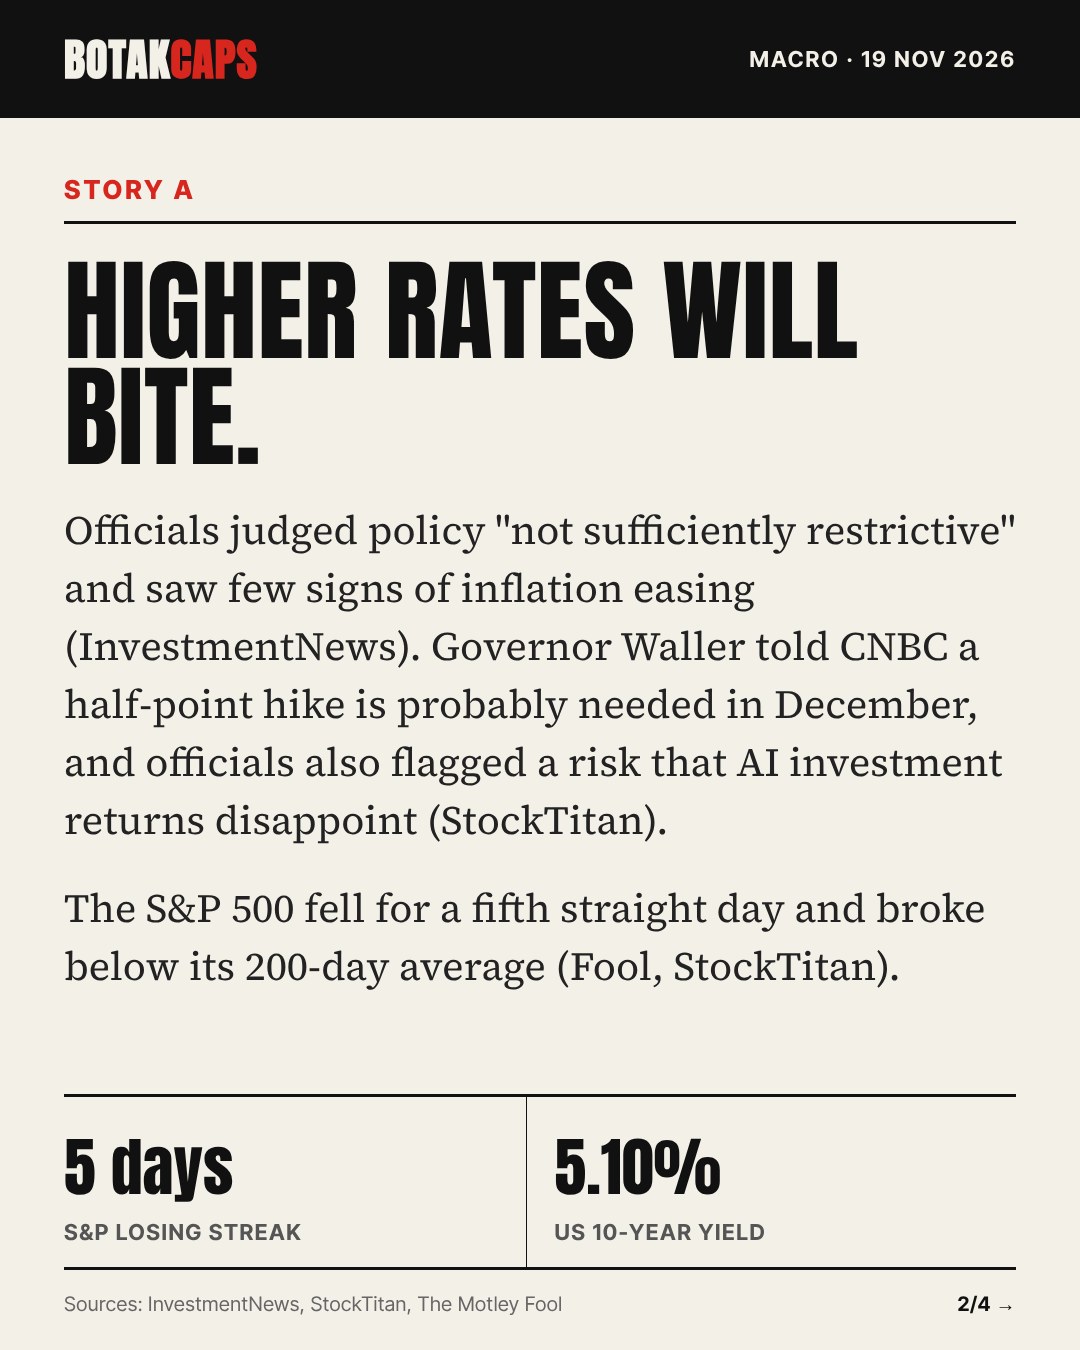 BOTAKCAPS
MACRO · 19 NOV 2026
STORY A
HIGHER RATES WILL
BITE.
Officials judged policy "not sufficiently restrictive"
and saw few signs of inflation easing
(InvestmentNews). Governor Waller told CNBC a
half-point hike is probably needed in December,
and officials also flagged a risk that AI investment
returns disappoint (StockTitan).
The S&P 500 fell for a fifth straight day and broke
below its 200-day average (Fool, StockTitan).
5 days
S&P LOSING STREAK
5.10%
US 10-YEAR YIELD
Sources: InvestmentNews, StockTitan, The Motley Fool
2/4 →